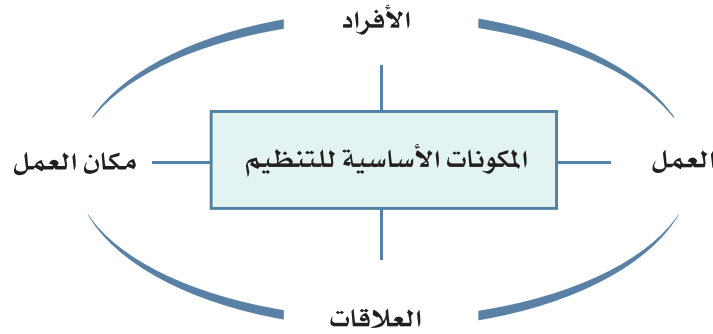 الأفراد
العمل
المكونات الأساسية للتنظيم
مكان العمل
العلاقات